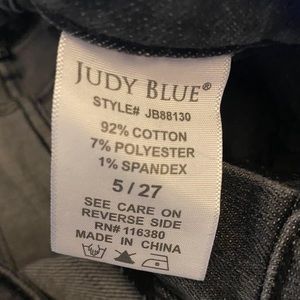 JUDY BLUE®
STYLE# JB88130
92% COTTON
7% POLYESTER
1% SPANDEX
5 / 27
SEE CARE ON
REVERSE SIDE
RN# 116380
MADE IN CHINA